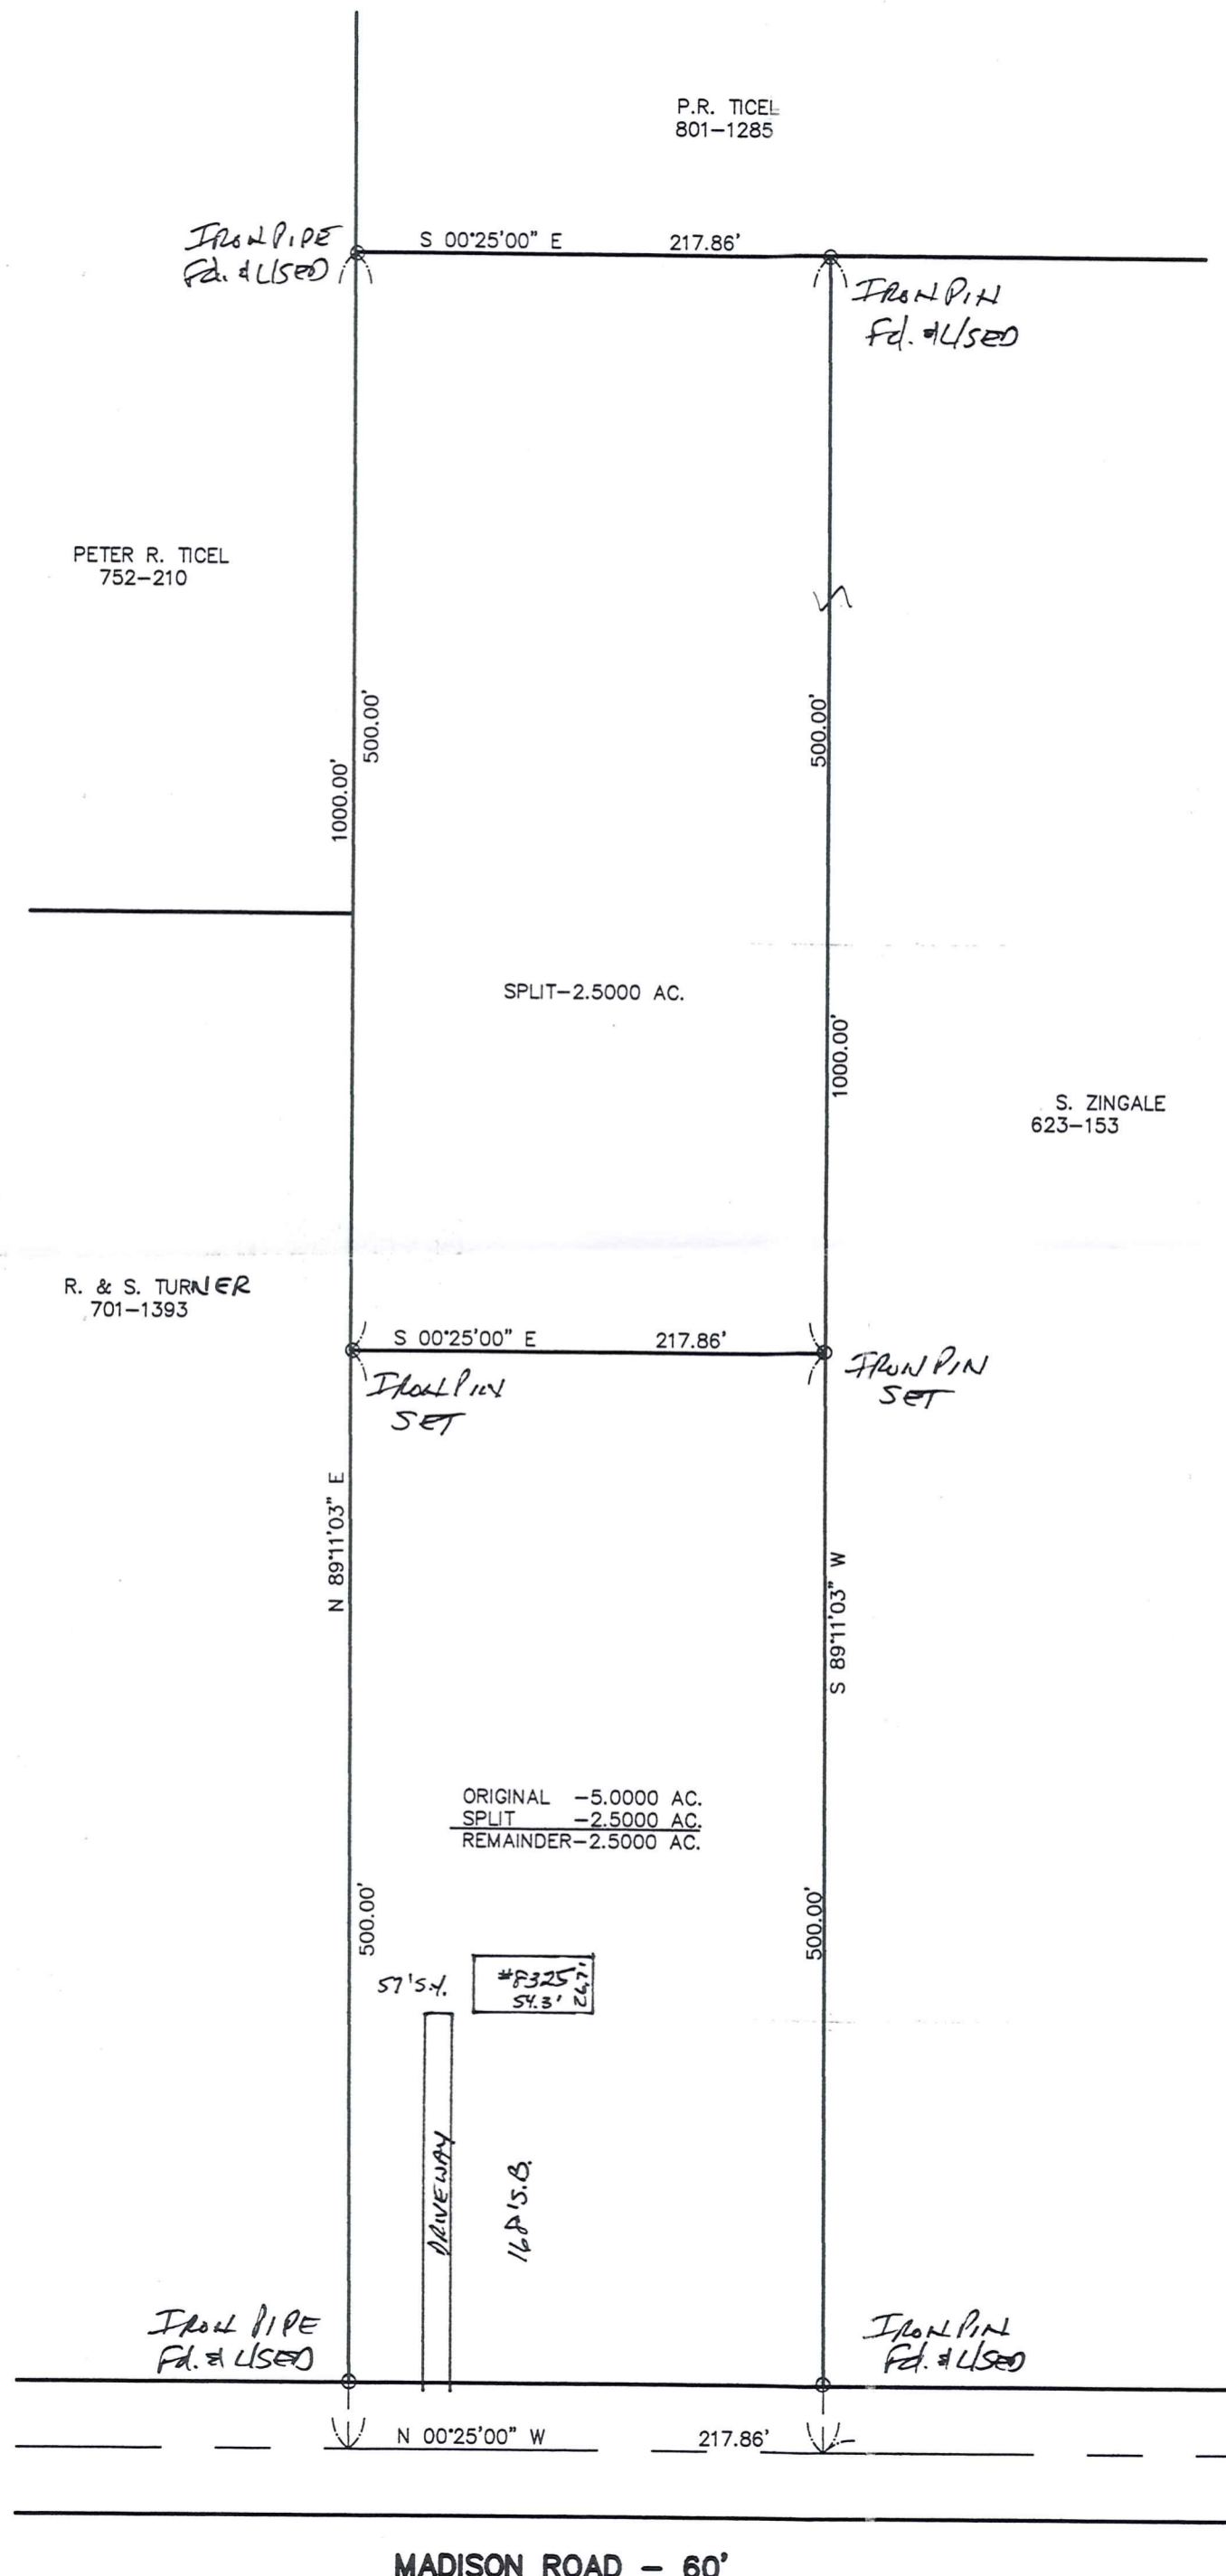 P.R. TICEL
801-1285
IRON PIPE
Fd. & USED
S 00°25'00" E 217.86'
IRON PIN
Fd. & USED
PETER R. TICEL
752-210
500.00'
500.00'
1000.00'
SPLIT-2.5000 AC.
1000.00'
S. ZINGALE
623-153
R. & S. TURNER
701-1393
S 00°25'00" E 217.86'
IRON PIN
SET
IRON PIN
SET
N 89°11'03" E
S 89°11'03" W
ORIGINAL -5.0000 AC.
SPLIT -2.5000 AC.
REMAINDER-2.5000 AC.
500.00'
500.00'
57' S.Y.
#8325
54.3'
26.7'
DRIVEWAY
168' S.B.
IRON PIPE
Fd. & USED
IRON PIN
Fd. & USED
N 00°25'00" W 217.86'
MADISON ROAD - 60'